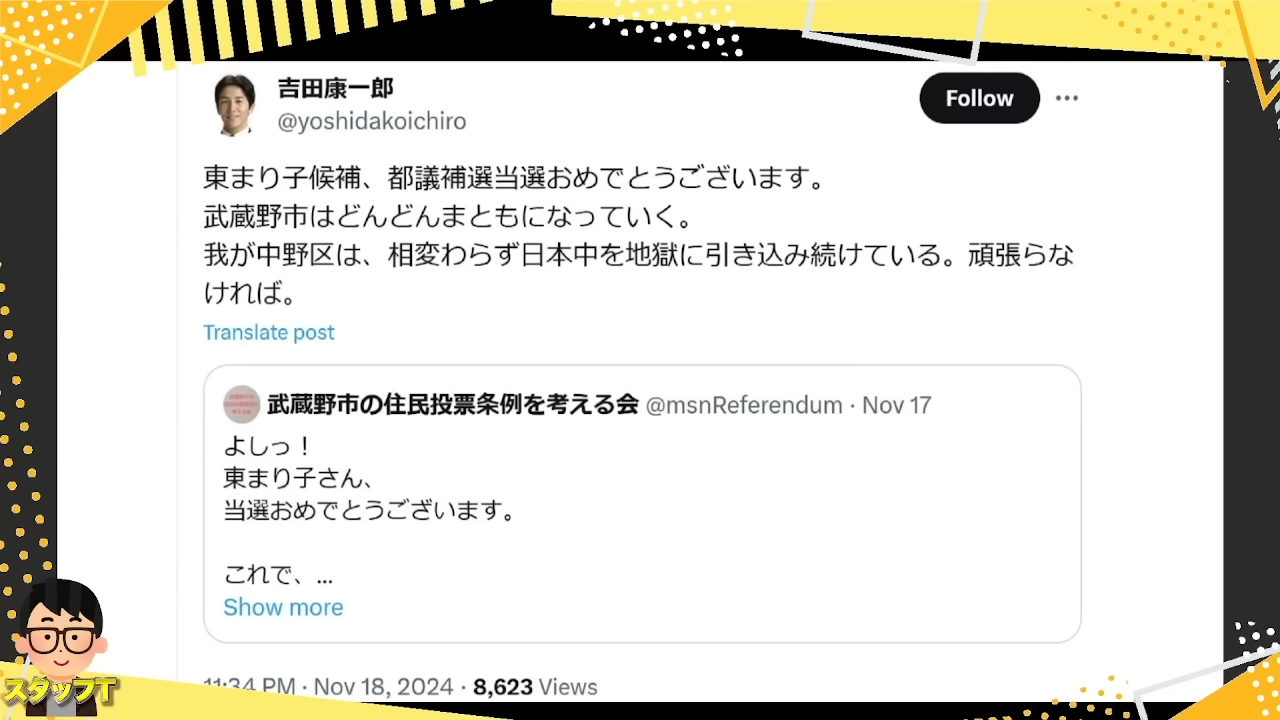 吉田康一郎
@yoshidakoichiro
Follow
東まり子候補、都議補選当選おめでとうございます。
武蔵野市はどんどんまともになっていく。
我が中野区は、相変わらず日本中を地獄に引き込み続けている。頑張らな
ければ。
Translate post
武蔵野市の住民投票条例を考える会 @msnReferendum · Nov 17
よしっ！
東まり子さん、
当選おめでとうございます。
これで、...
Show more
11:34 PM · Nov 18, 2024 · 8,623 Views
スタッフT